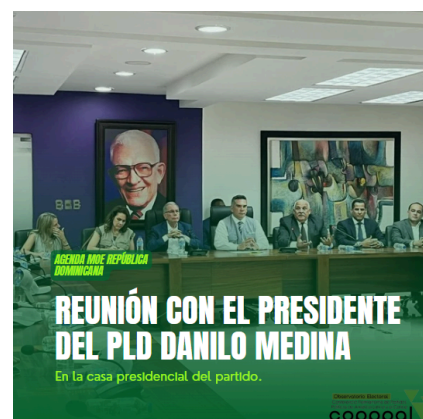 AGENDA MOE REPÚBLICA
DOMINICANA
REUNIÓN CON EL PRESIDENTE
DEL PLD DANILO MEDINA
En la casa presidencial del partido.
Observatorio Electoral